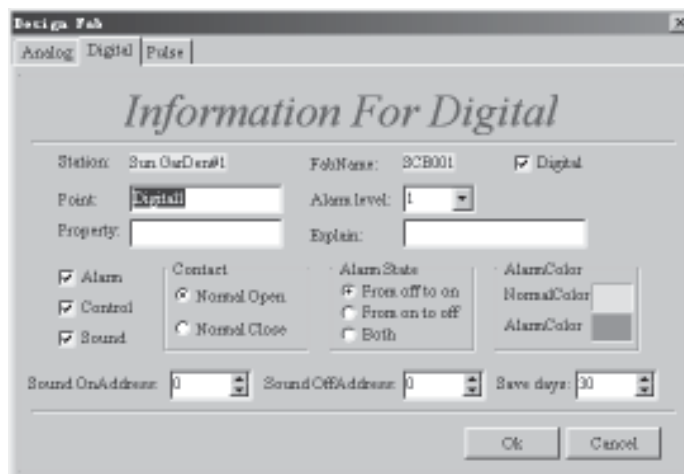 Design Fab
Analog Digital Pulse
Information For Digital
Station: Sun GarDen#1 FabName: SCB001 Digital
Point: Digital1 Alarm level: 1
Property: Explain:
Alarm Contact AlarmState AlarmColor
Normal Open From off to on NormalColor
Control From on to off
Sound Normal Close Both AlarmColor
Sound OnAddress: 0 Sound OffAddress: 0 Save days: 30
Ok Cancel